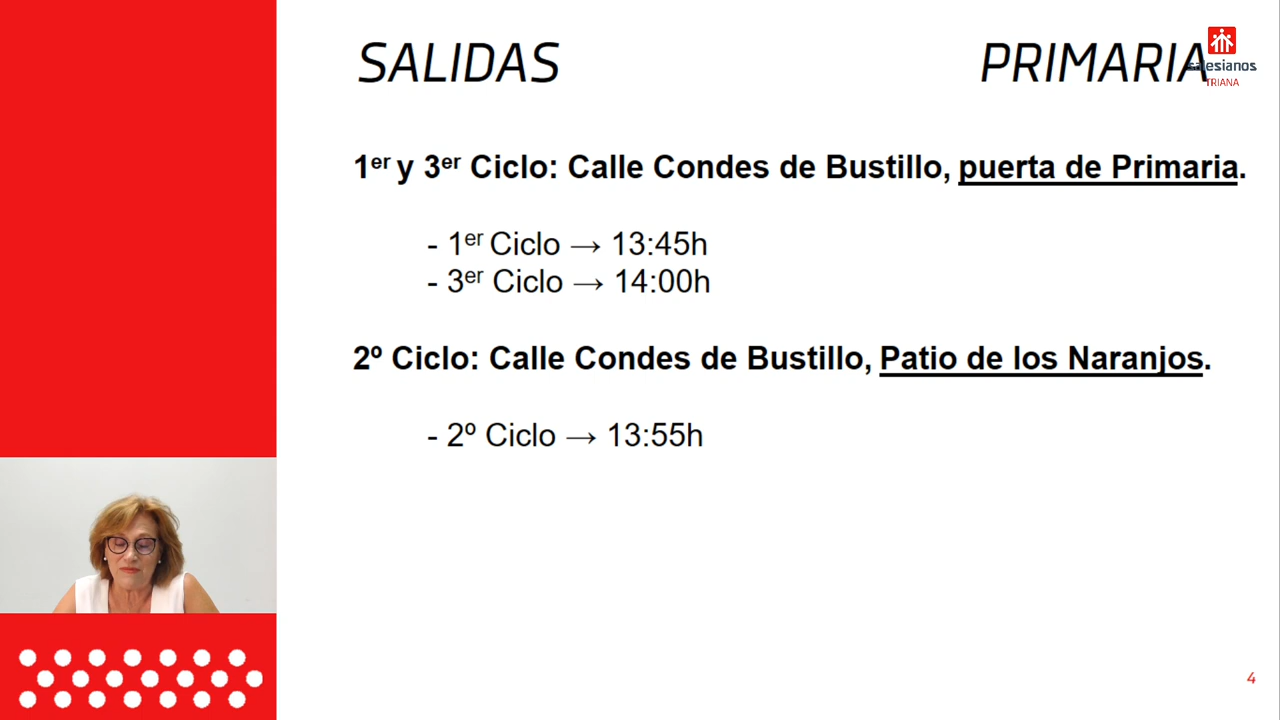 SALIDAS PRIMARIA
salesianos
TRIANA
1er y 3er Ciclo: Calle Condes de Bustillo, puerta de Primaria.
- 1er Ciclo → 13:45h
- 3er Ciclo → 14:00h
2º Ciclo: Calle Condes de Bustillo, Patio de los Naranjos.
- 2º Ciclo → 13:55h
4